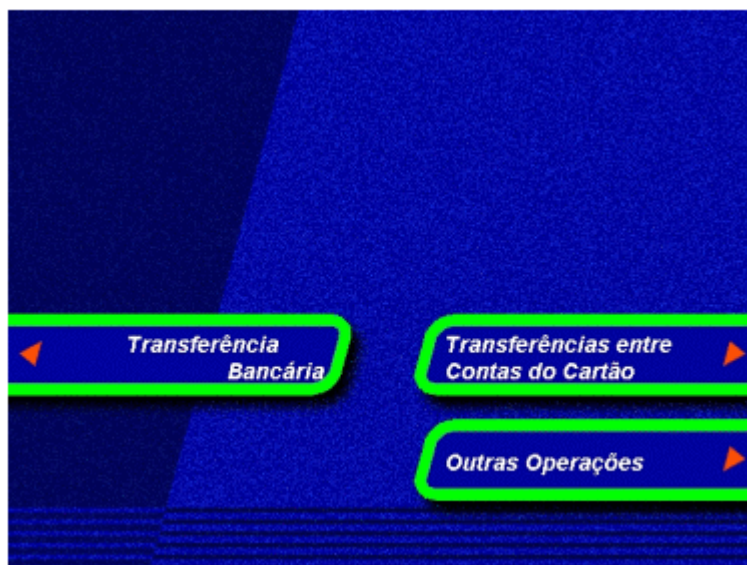 Transferência
Bancária
Transferências entre
Contas do Cartão
Outras Operações